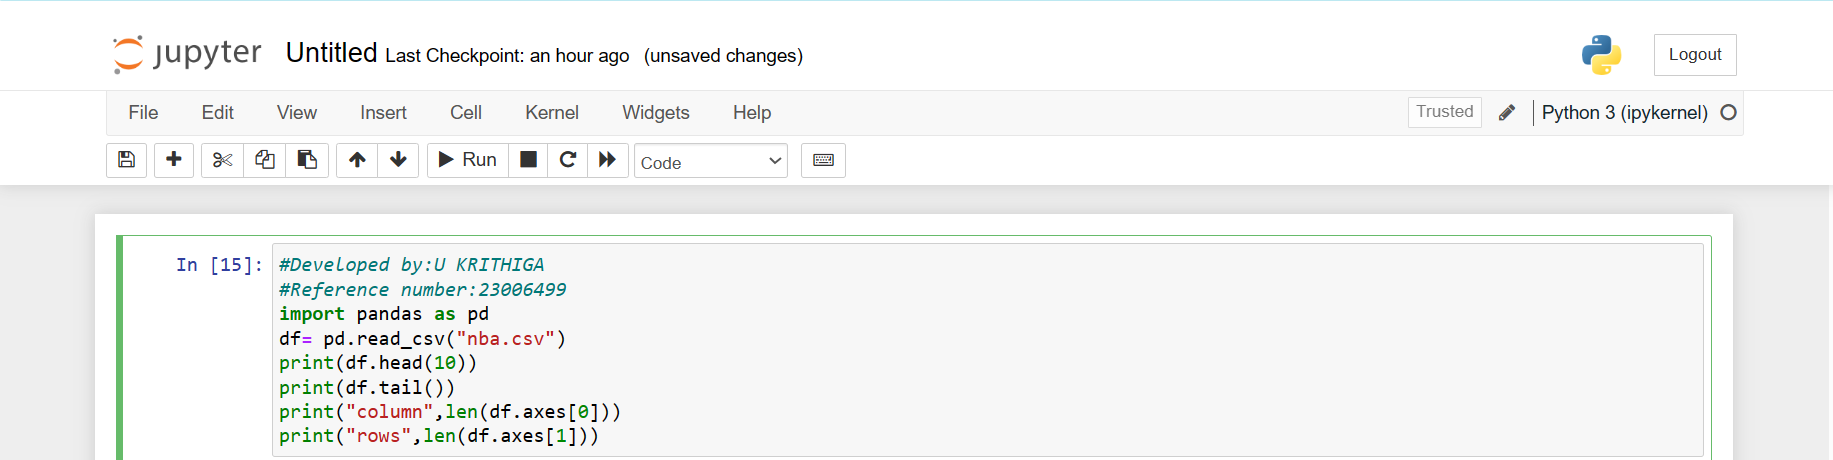 jupyter Untitled Last Checkpoint: an hour ago (unsaved changes) Logout
File Edit View Insert Cell Kernel Widgets Help Trusted Python 3 (ipykernel)
Run Code
In [15]: #Developed by:U KRITHIGA
#Reference number:23006499
import pandas as pd
df= pd.read_csv("nba.csv")
print(df.head(10))
print(df.tail())
print("column",len(df.axes[0]))
print("rows",len(df.axes[1]))